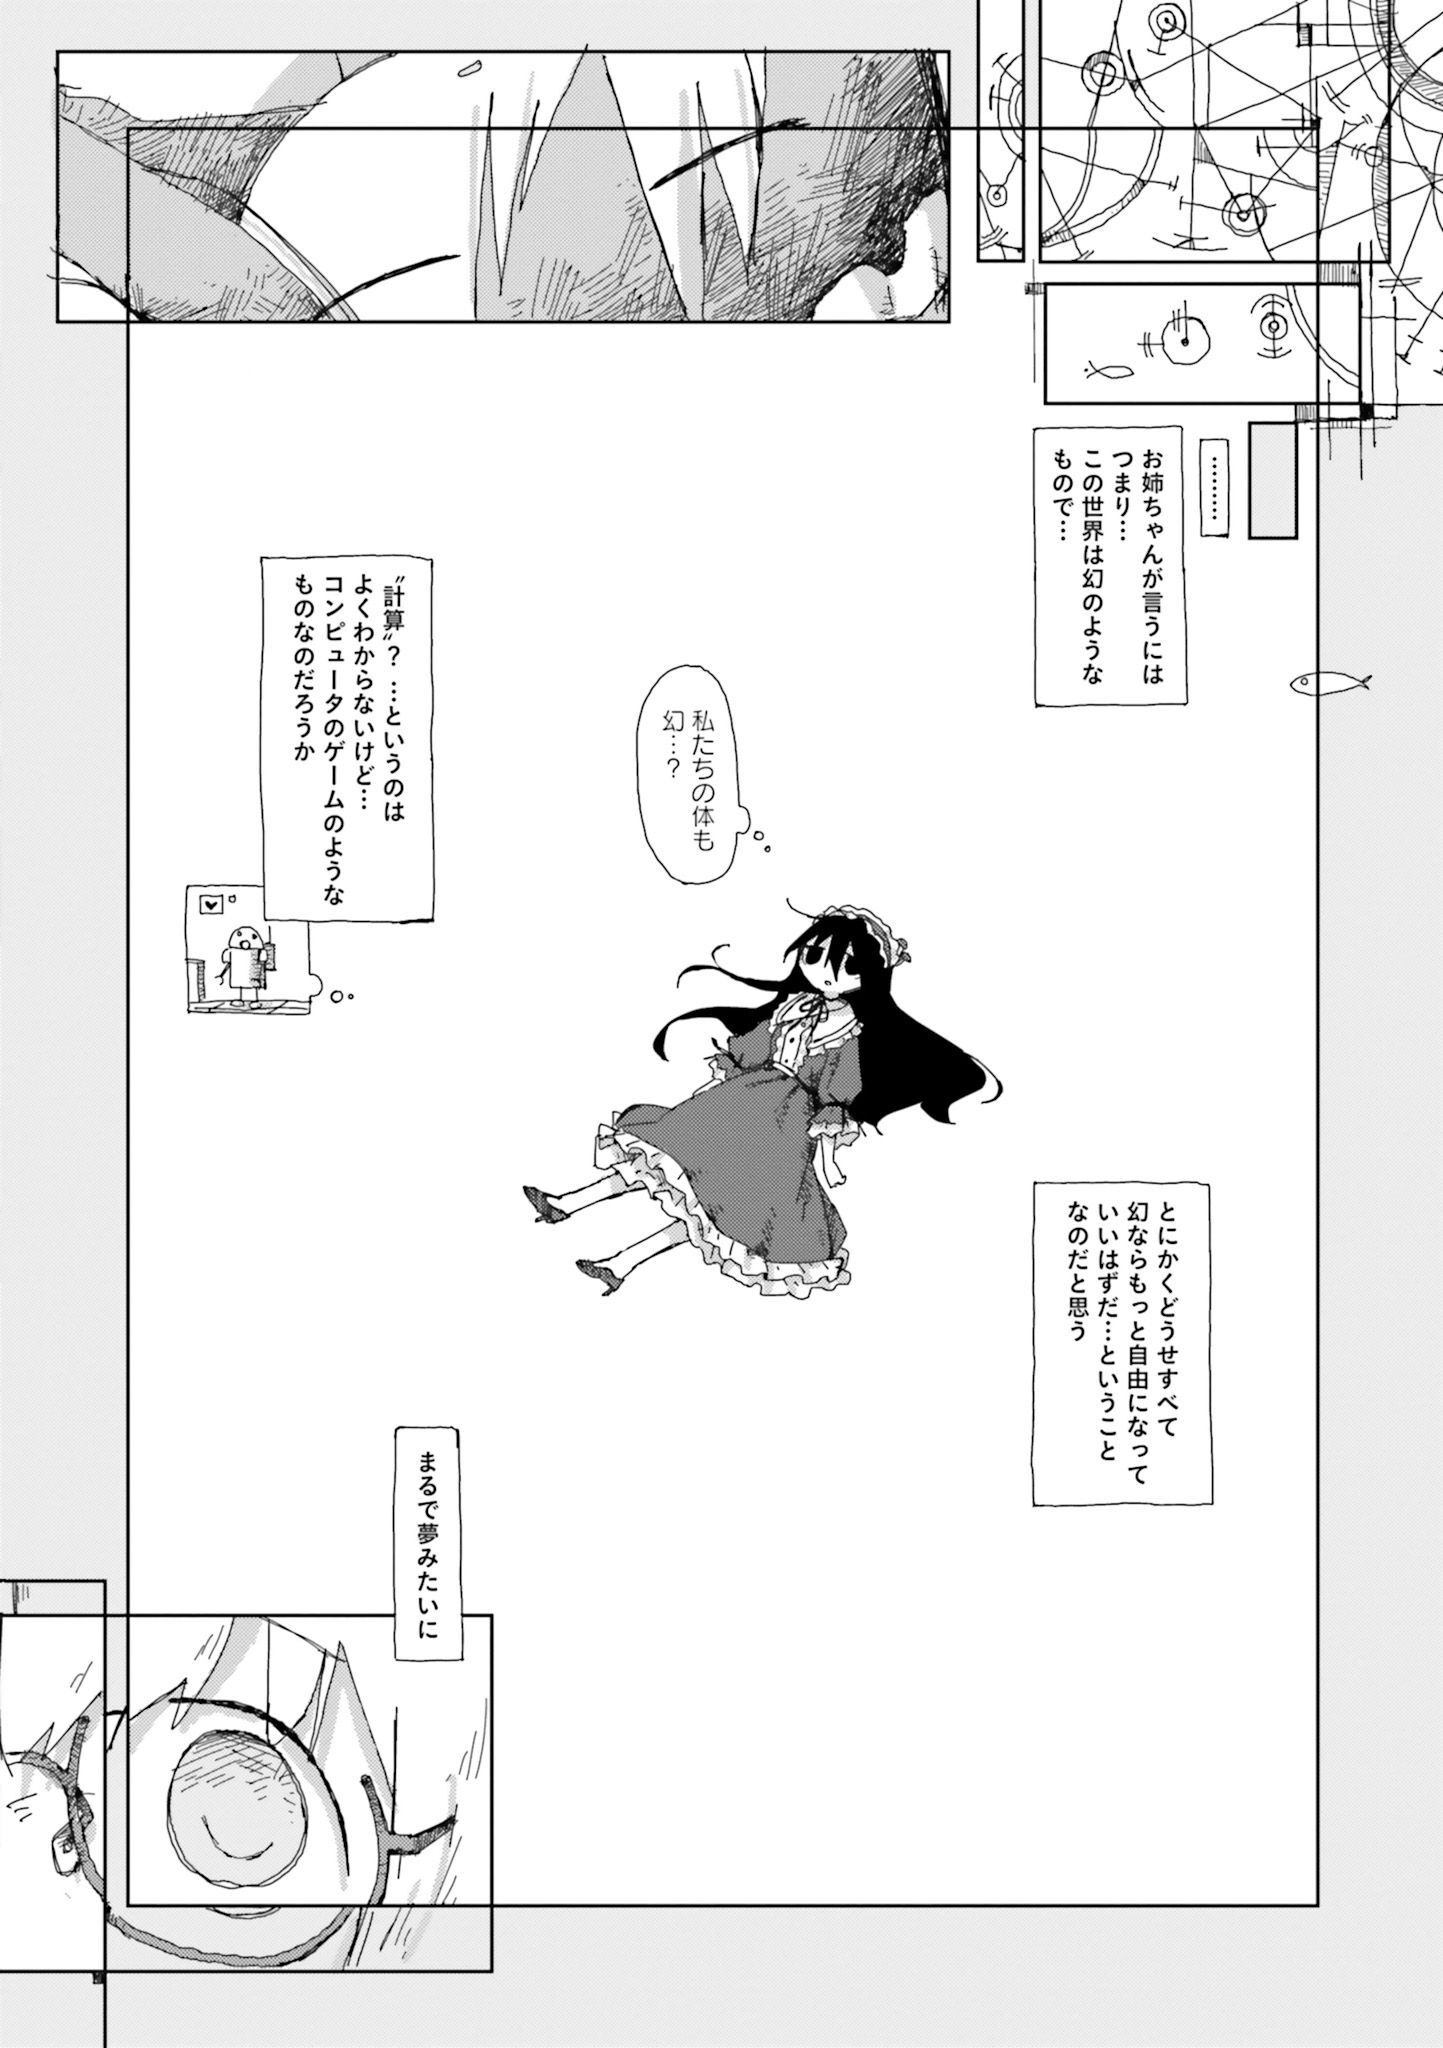 ………
お姉ちゃんが言うには
つまり…
この世界は幻のような
もので…
私たちの体も
幻…？
〝計算〟？…というのは
よくわからないけど…
コンピュータのゲームのような
ものなのだろうか
とにかくどうせすべて
幻ならもっと自由になって
いいはずだ…ということ
なのだと思う
まるで夢みたいに